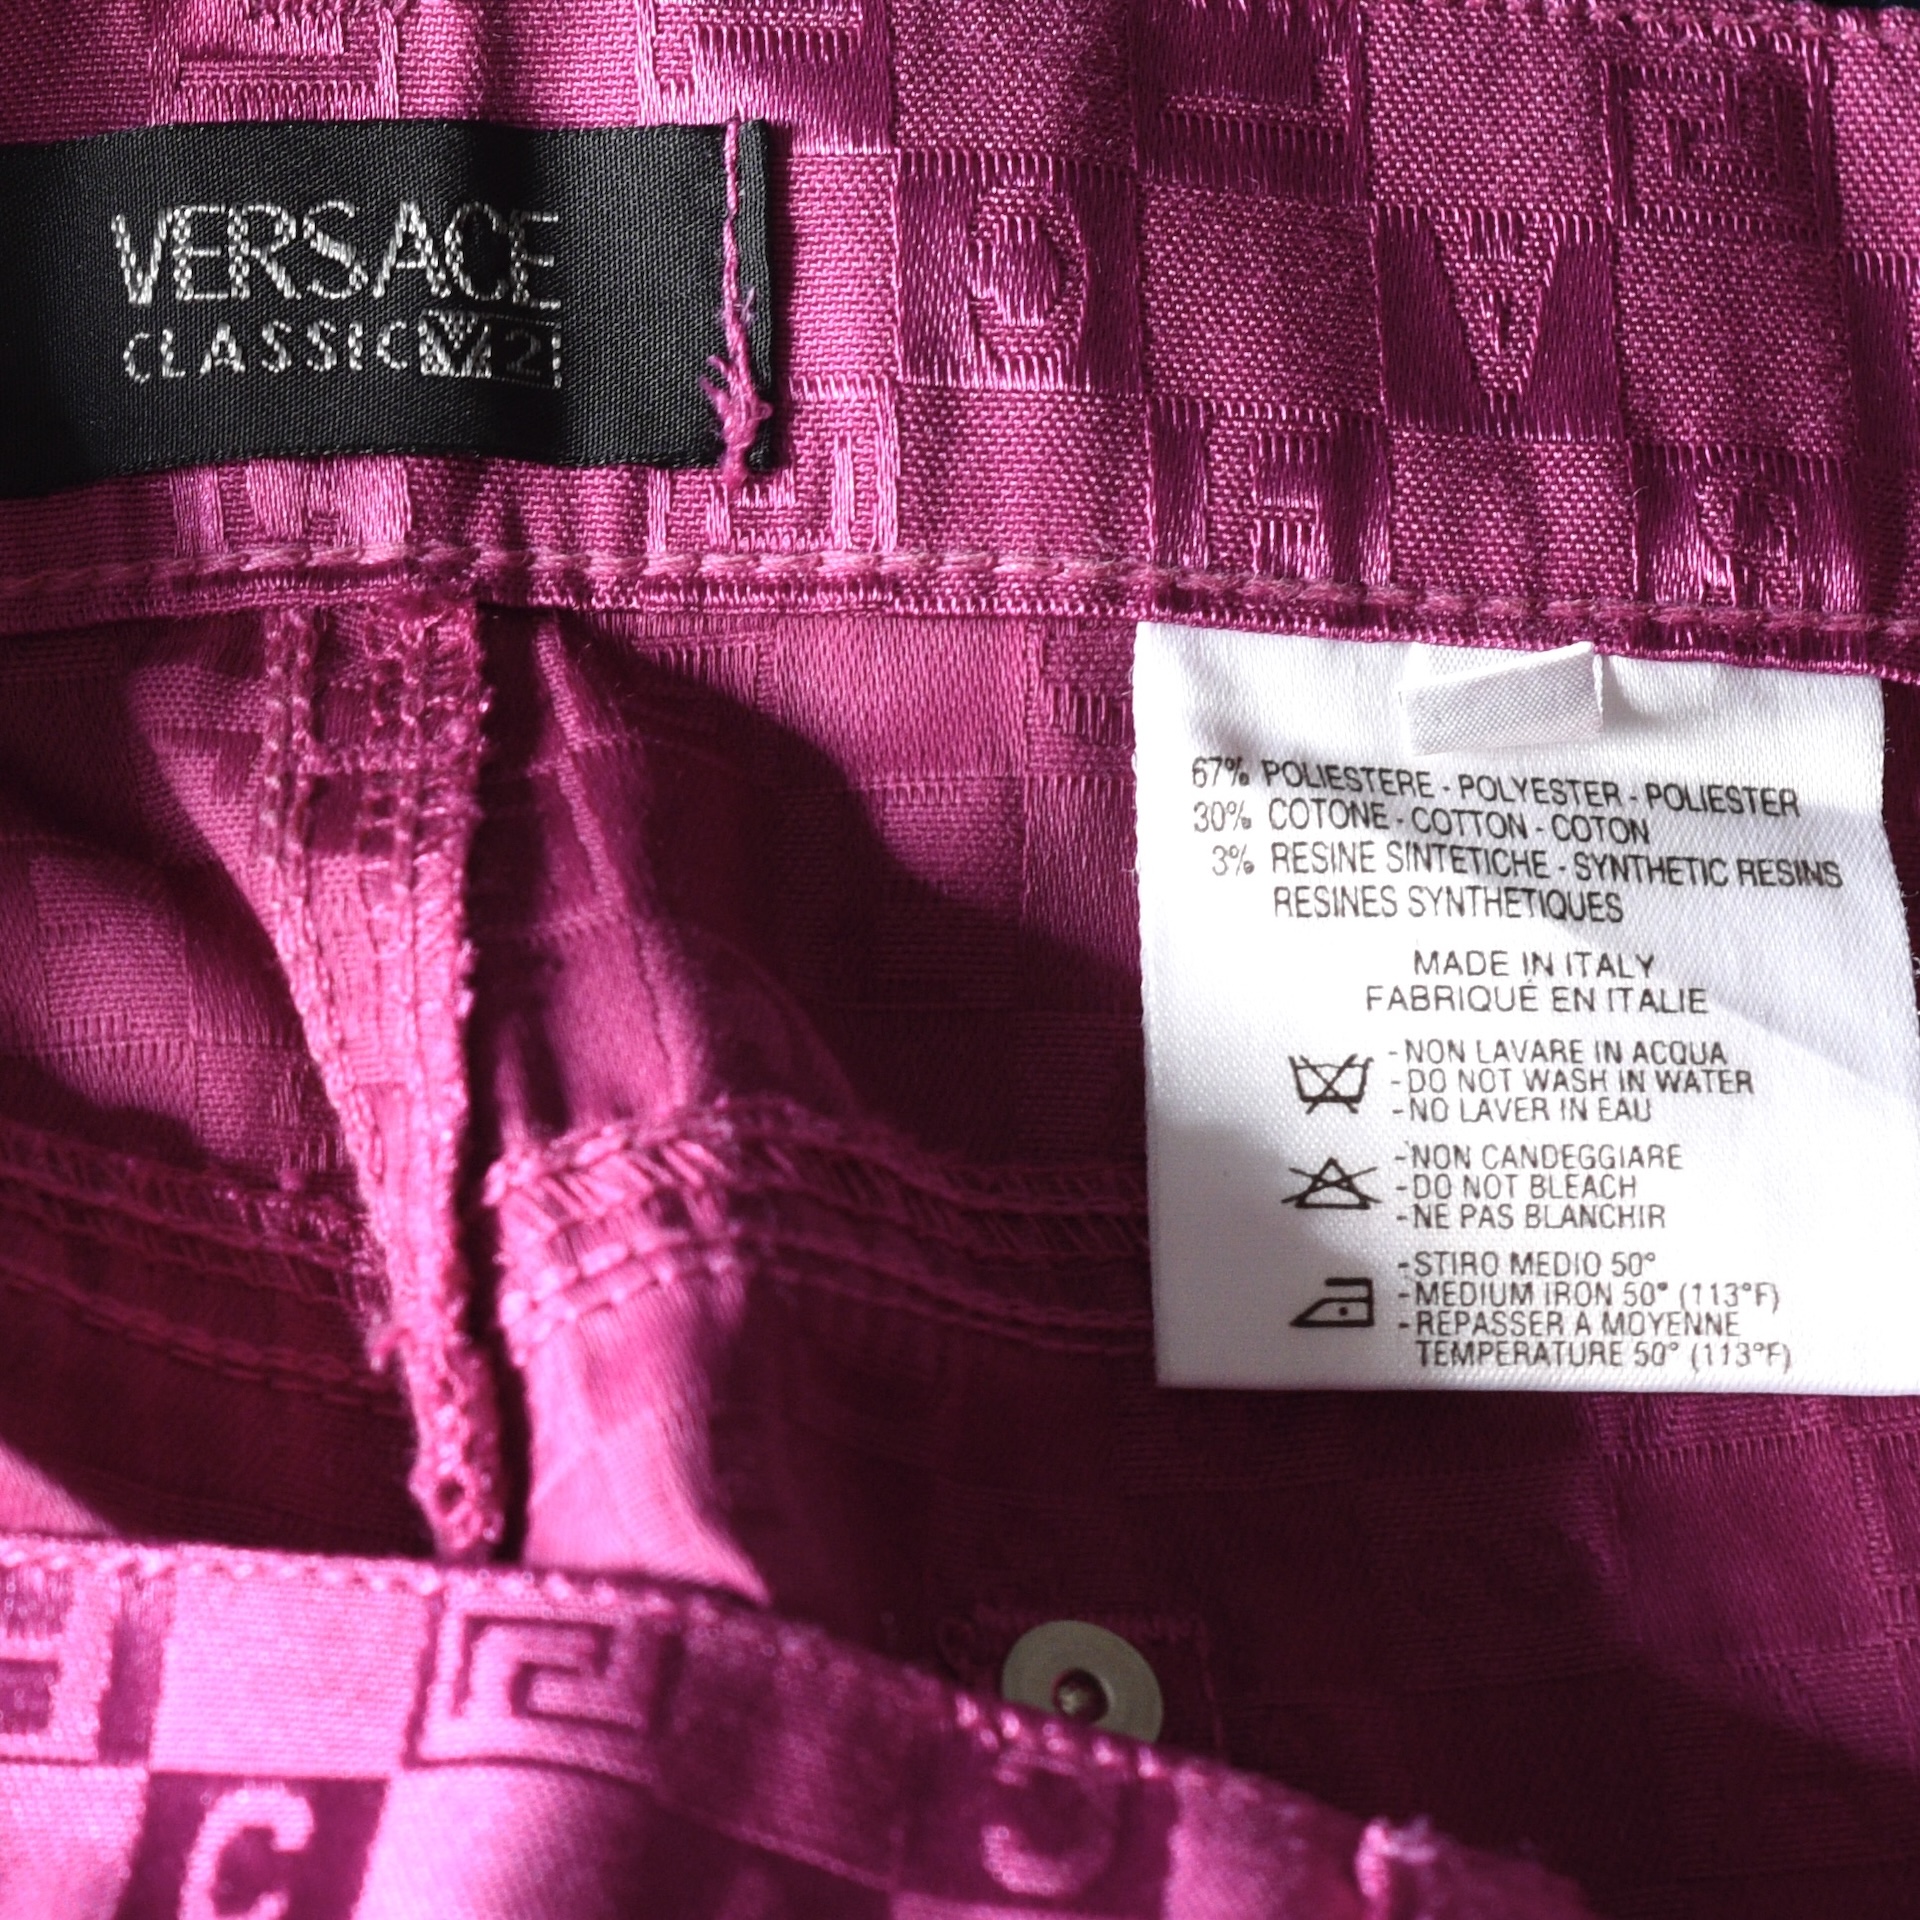 VERSACE
CLASSIC V2
67% POLIESTERE - POLYESTER - POLIESTER
30% COTONE - COTTON - COTON
3% RESINE SINTETICHE - SYNTHETIC RESINS
RESINES SYNTHETIQUES
MADE IN ITALY
FABRIQUÉ EN ITALIE
- NON LAVARE IN ACQUA
- DO NOT WASH IN WATER
- NO LAVER IN EAU
- NON CANDEGGIARE
- DO NOT BLEACH
- NE PAS BLANCHIR
- STIRO MEDIO 50°
- MEDIUM IRON 50° (113°F)
- REPASSER A MOYENNE
TEMPERATURE 50° (113°F)
C